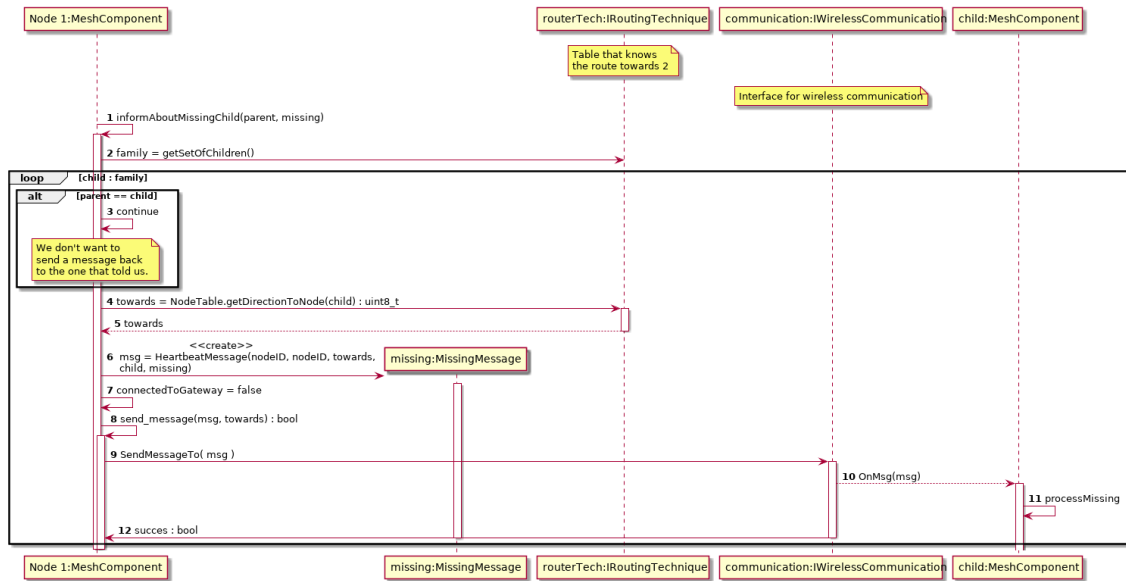 Node 1:MeshComponent
routerTech:IRoutingTechnique
communication:IWirelessCommunication
child:MeshComponent
Table that knows
the route towards 2
Interface for wireless communication
1 informAboutMissingChild(parent, missing)
2 family = getSetOfChildren()
loop [child : family]
alt [parent == child]
3 continue
We don't want to
send a message back
to the one that told us.
4 towards = NodeTable.getDirectionToNode(child) : uint8_t
5 towards
<<create>>
6 msg = HeartbeatMessage(nodeID, nodeID, towards,
child, missing)
missing:MissingMessage
7 connectedToGateway = false
8 send_message(msg, towards) : bool
9 SendMessageTo( msg )
10 OnMsg(msg)
11 processMissing
12 succes : bool
Node 1:MeshComponent
missing:MissingMessage
routerTech:IRoutingTechnique
communication:IWirelessCommunication
child:MeshComponent